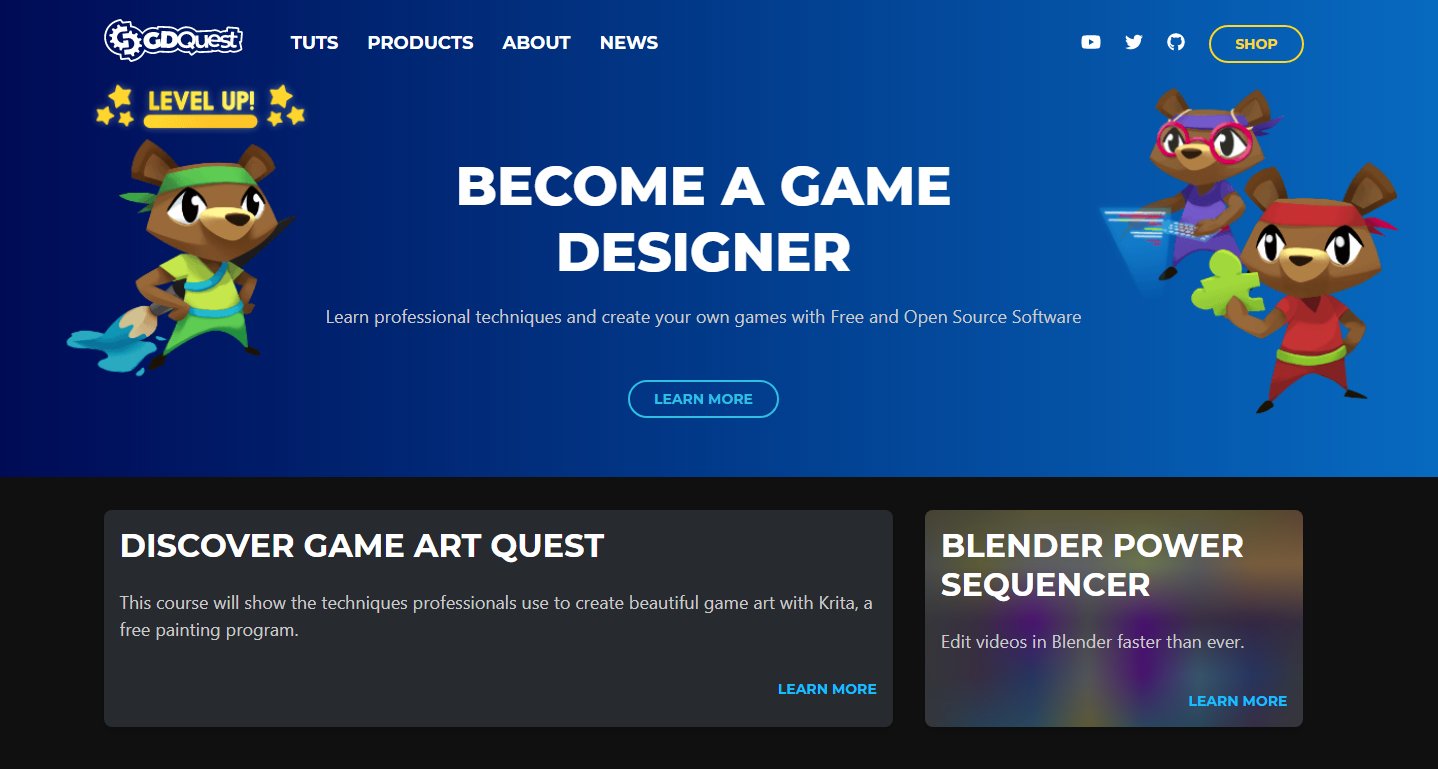 GDQuest
TUTS
PRODUCTS
ABOUT
NEWS
SHOP
LEVEL UP!
BECOME A GAME
DESIGNER
Learn professional techniques and create your own games with Free and Open Source Software
LEARN MORE
DISCOVER GAME ART QUEST
This course will show the techniques professionals use to create beautiful game art with Krita, a
free painting program.
LEARN MORE
BLENDER POWER
SEQUENCER
Edit videos in Blender faster than ever.
LEARN MORE